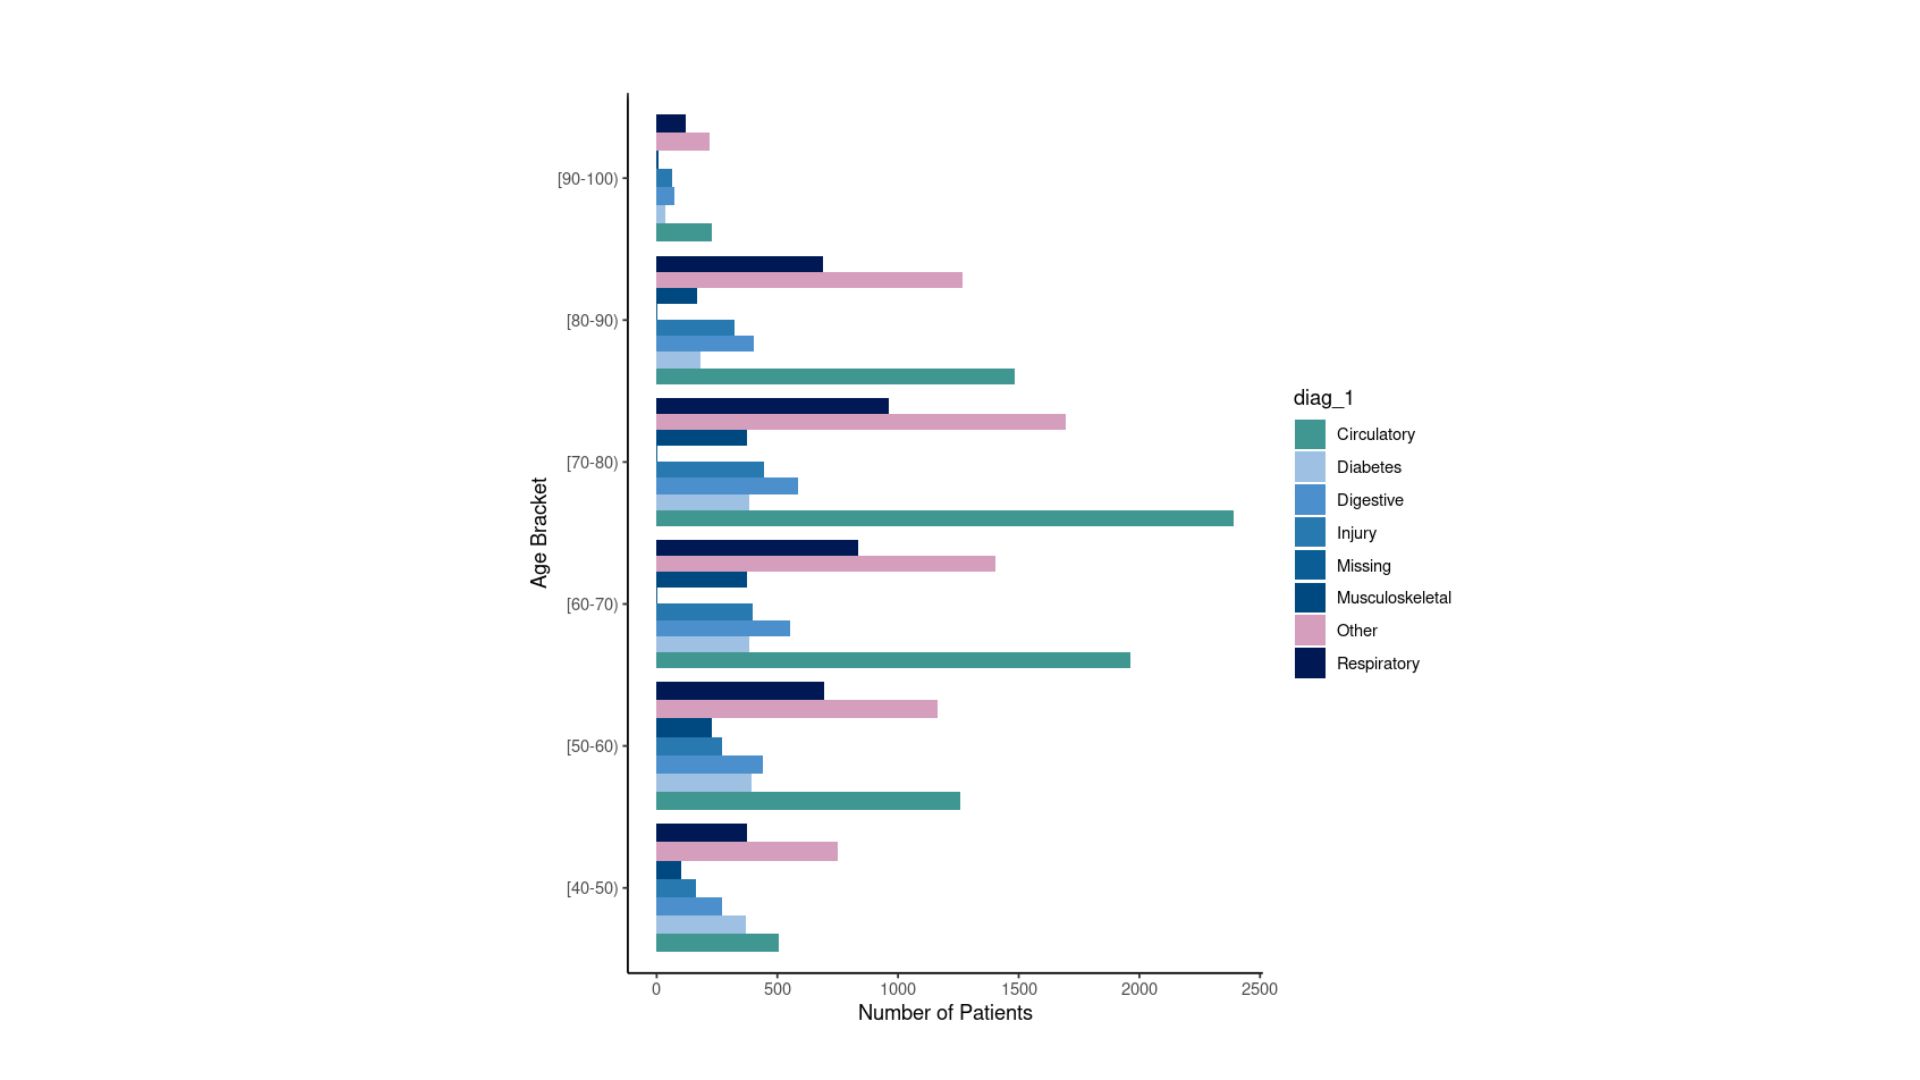 Age Bracket
[90-100)
[80-90)
[70-80)
[60-70)
[50-60)
[40-50)
0 500 1000 1500 2000 2500
Number of Patients
diag_1
Circulatory
Diabetes
Digestive
Injury
Missing
Musculoskeletal
Other
Respiratory